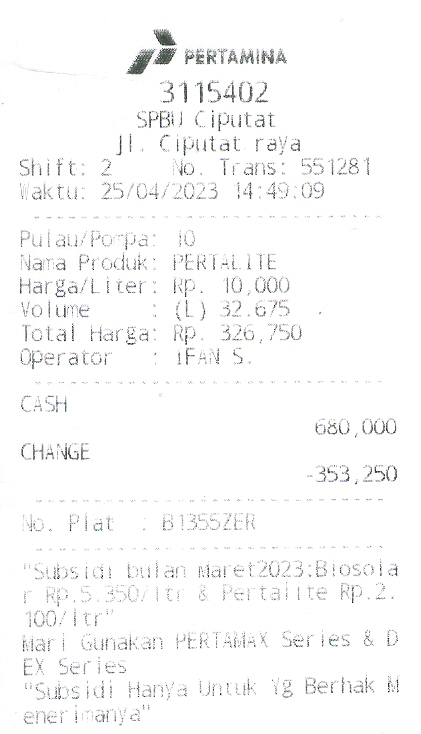 PERTAMINA
3115402
SPBU Ciputat
Jl. Ciputat raya
Shift: 2 No. Trans: 551281
Waktu: 25/04/2023 14:49:09
Pulau/Pompa: 10
Nama Produk: PERTALITE
Harga/Liter: Rp. 10,000
Volume : (L) 32.675
Total Harga: Rp. 326,750
Operator : IFAN S.
CASH
680,000
CHANGE
-353,250
No. Plat : B1355ZER
"Subsidi bulan Maret2023:Biosola
r Rp.5.350/ltr & Pertalite Rp.2.
100/ltr"
Mari Gunakan PERTAMAX Series & D
EX Series
"Subsidi Hanya Untuk Yg Berhak M
enerimanya"